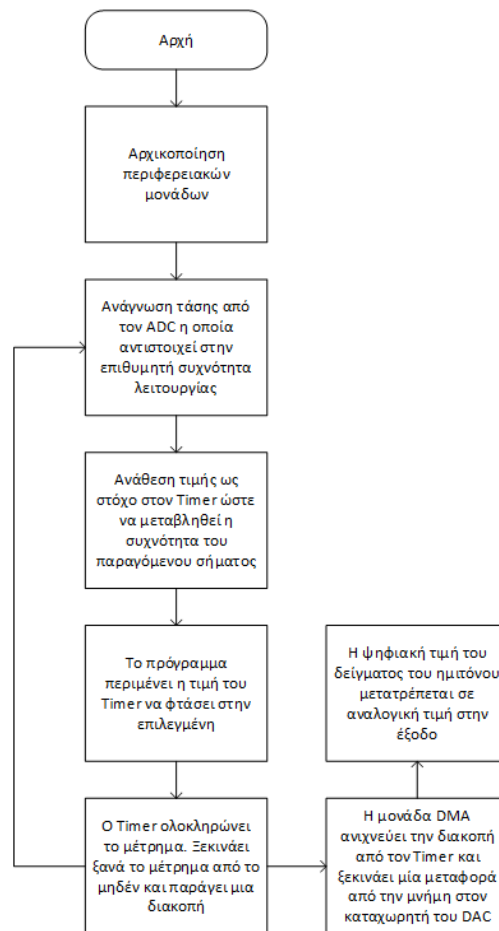 Αρχή
Αρχικοποίηση
περιφερειακών
μονάδων
Ανάγνωση τάσης από
τον ADC η οποία
αντιστοιχεί στην
επιθυμητή συχνότητα
λειτουργίας
Ανάθεση τιμής ως
στόχο στον Timer ώστε
να μεταβληθεί η
συχνότητα του
παραγόμενου σήματος
Το πρόγραμμα
περιμένει η τιμή του
Timer να φτάσει στην
επιλεγμένη
Η ψηφιακή τιμή του
δείγματος του ημιτόνου
μετατρέπεται σε
αναλογική τιμή στην
έξοδο
Ο Timer ολοκληρώνει
το μέτρημα. Ξεκινάει
ξανά το μέτρημα από το
μηδέν και παράγει μια
διακοπή
Η μονάδα DMA
ανιχνεύει την διακοπή
από τον Timer και
ξεκινάει μία μεταφορά
από την μνήμη στον
καταχωρητή του DAC